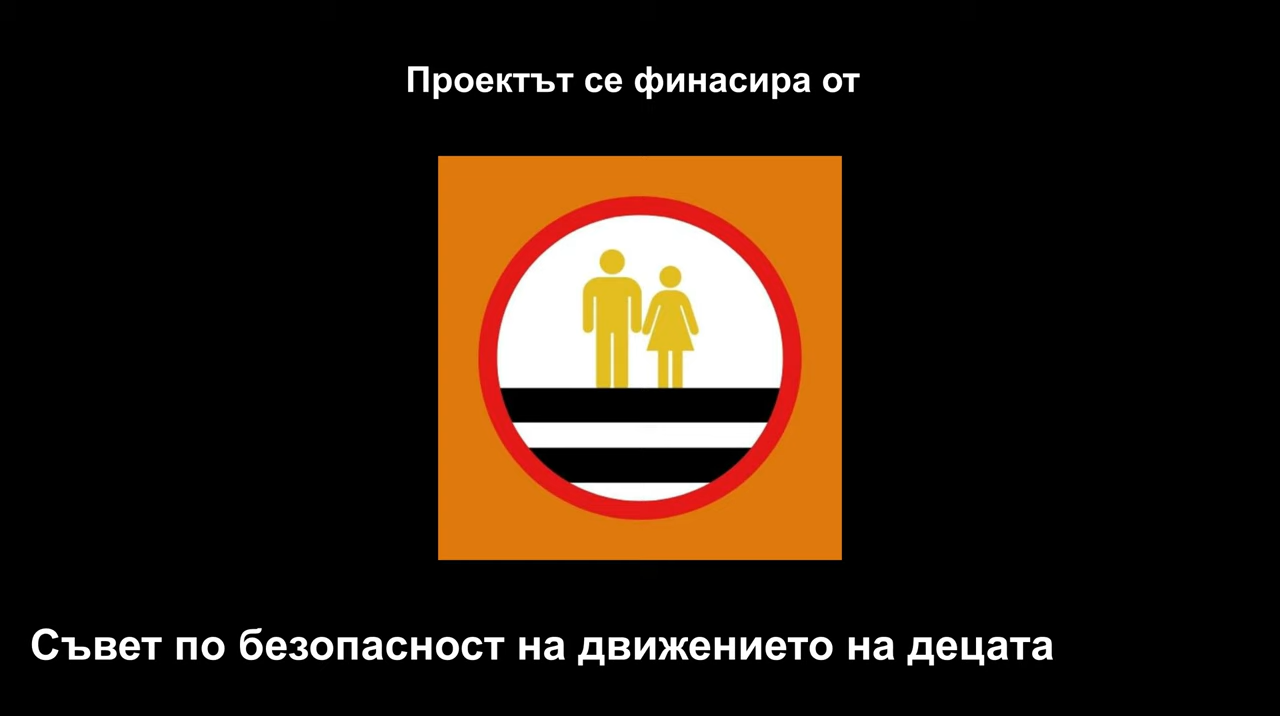 Проектът се финасира от
Съвет по безопасност на движението на децата